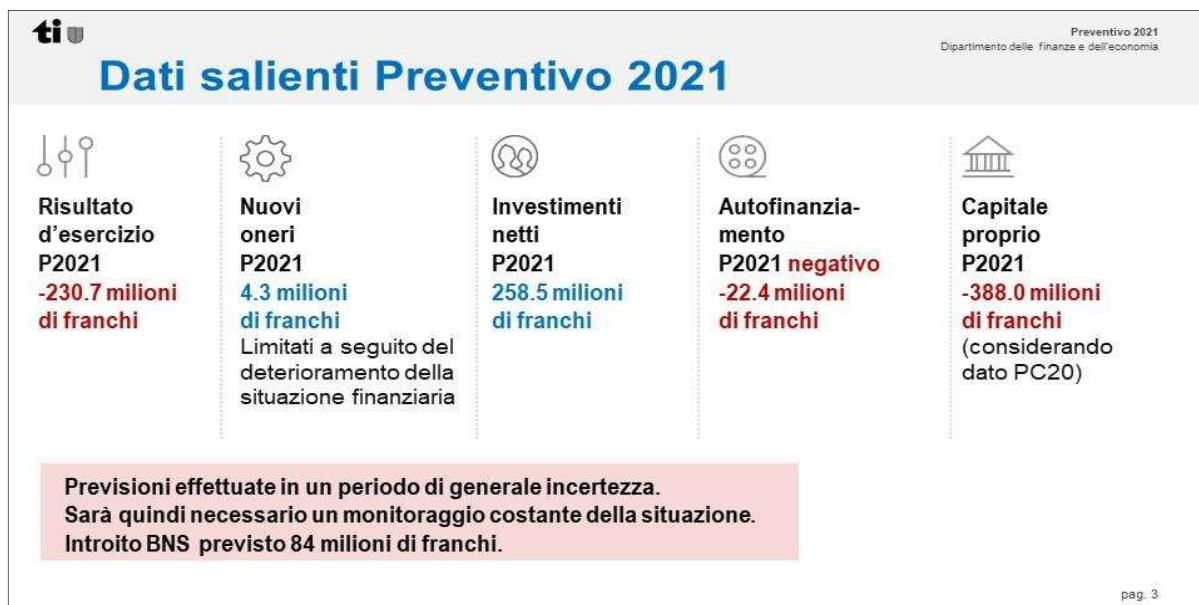 ti
Preventivo 2021
Dipartimento delle finanze e dell'economia
Dati salienti Preventivo 2021
Risultato
d'esercizio
P2021
-230.7 milioni
di franchi
Nuovi
oneri
P2021
4.3 milioni
di franchi
Limitati a seguito del
deterioramento della
situazione finanziaria
Investimenti
netti
P2021
258.5 milioni
di franchi
Autofinanzia-
mento
P2021 negativo
-22.4 milioni
di franchi
Capitale
proprio
P2021
-388.0 milioni
di franchi
(considerando
dato PC20)
Previsioni effettuate in un periodo di generale incertezza.
Sarà quindi necessario un monitoraggio costante della situazione.
Introito BNS previsto 84 milioni di franchi.
pag. 3